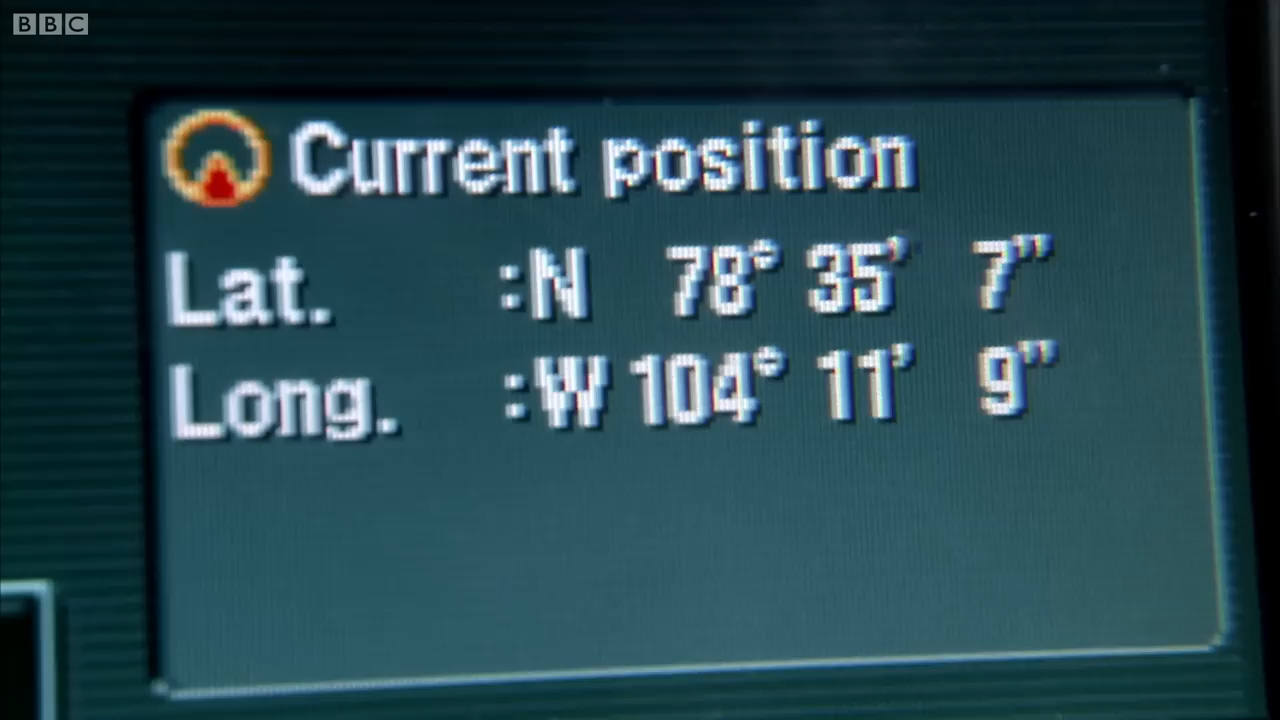 BBC
Current position
Lat. :N 78° 35' 7"
Long. :W 104° 11' 9"